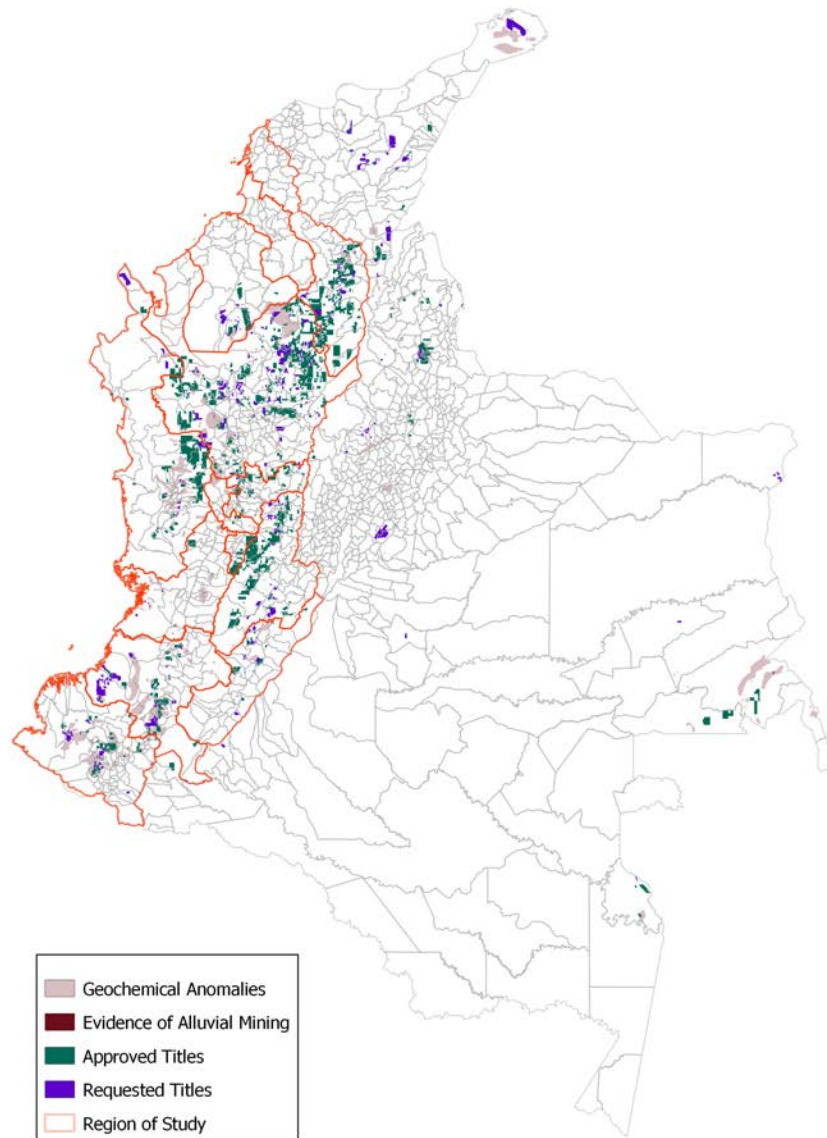 Geochemical Anomalies
Evidence of Alluvial Mining
Approved Titles
Requested Titles
Region of Study